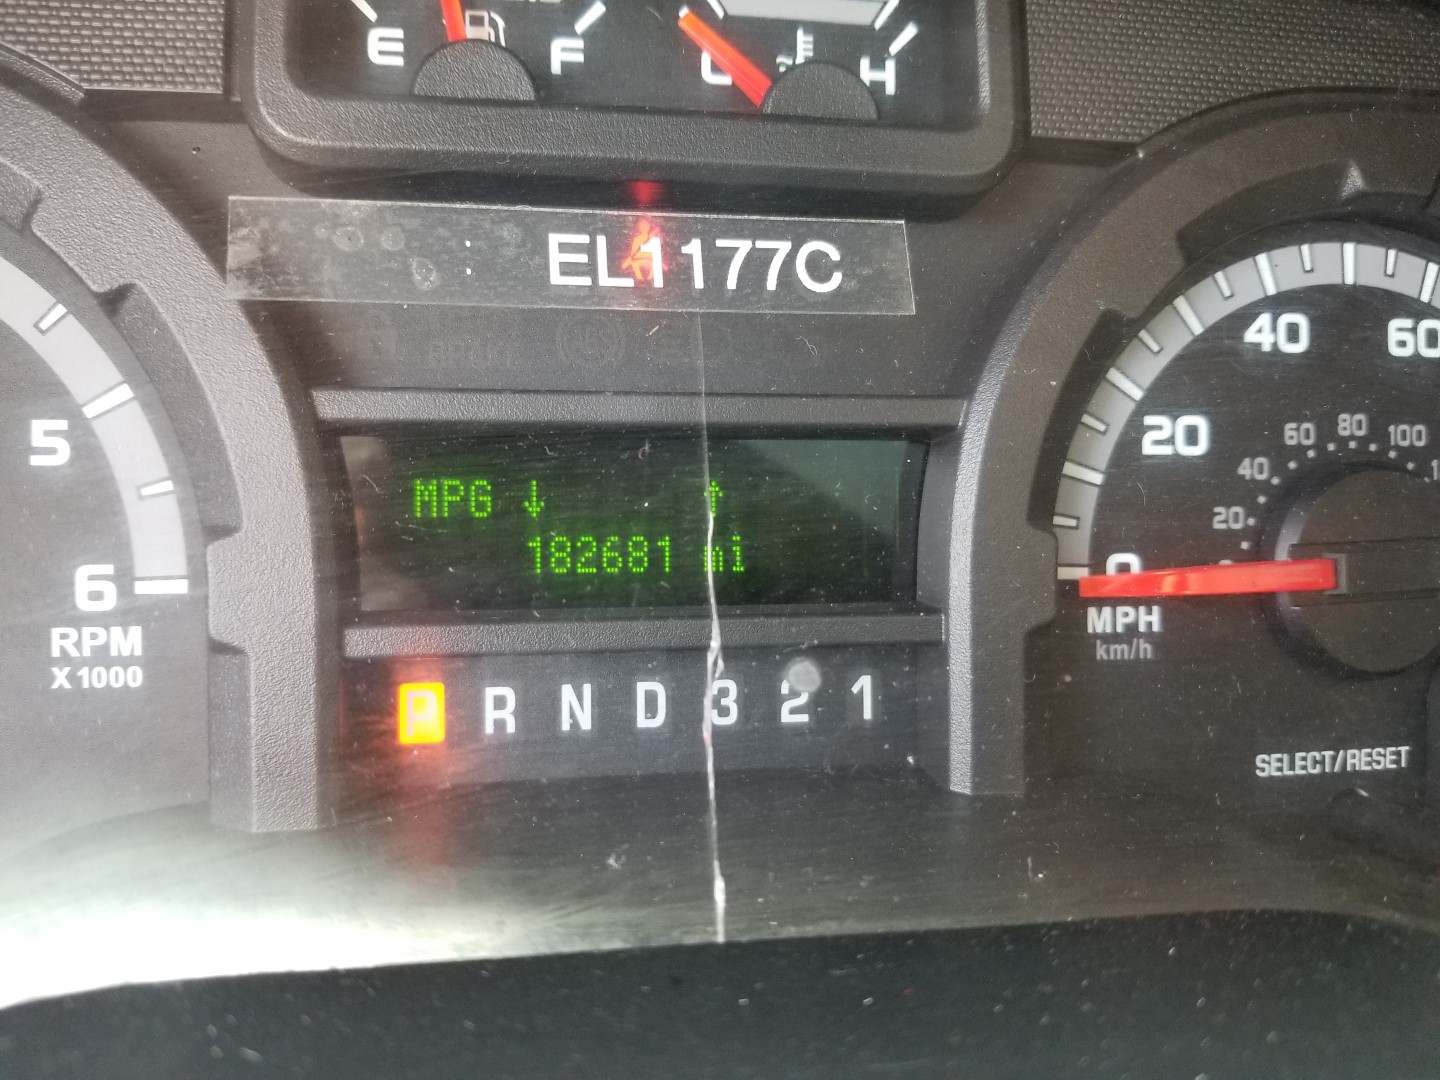 E F
C H
EL1177C
40 60
5
20
60 80 100
40
20
MPG ↓ ↑
182681 mi
6
0
RPM
X 1000
MPH
km/h
P R N D 3 2 1
SELECT/RESET